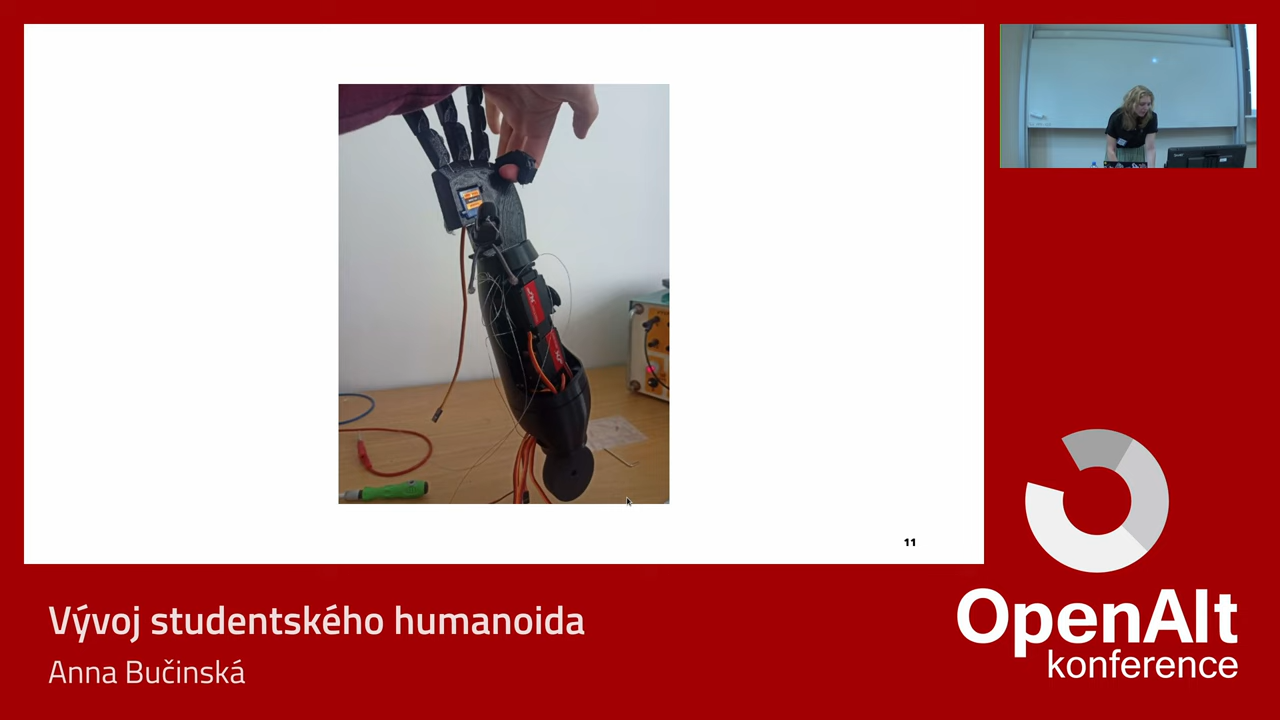 11
Vývoj studentského humanoida
Anna Bučinská
OpenAlt
konference